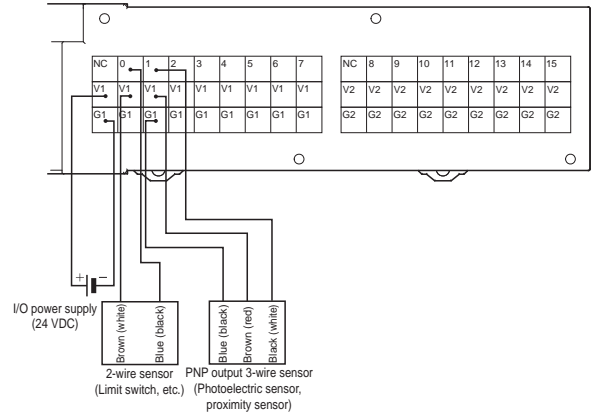 NC 0 1 2 3 4 5 6 7 NC 8 9 10 11 12 13 14 15
V1 V1 V1 V1 V1 V1 V1 V1 V1 V2 V2 V2 V2 V2 V2 V2 V2 V2
G1 G1 G1 G1 G1 G1 G1 G1 G1 G2 G2 G2 G2 G2 G2 G2 G2 G2
+ −
I/O power supply
(24 VDC)
Brown (white)
Blue (black)
Blue (black)
Brown (red)
Black (white)
2-wire sensor
(Limit switch, etc.)
PNP output 3-wire sensor
(Photoelectric sensor,
proximity sensor)